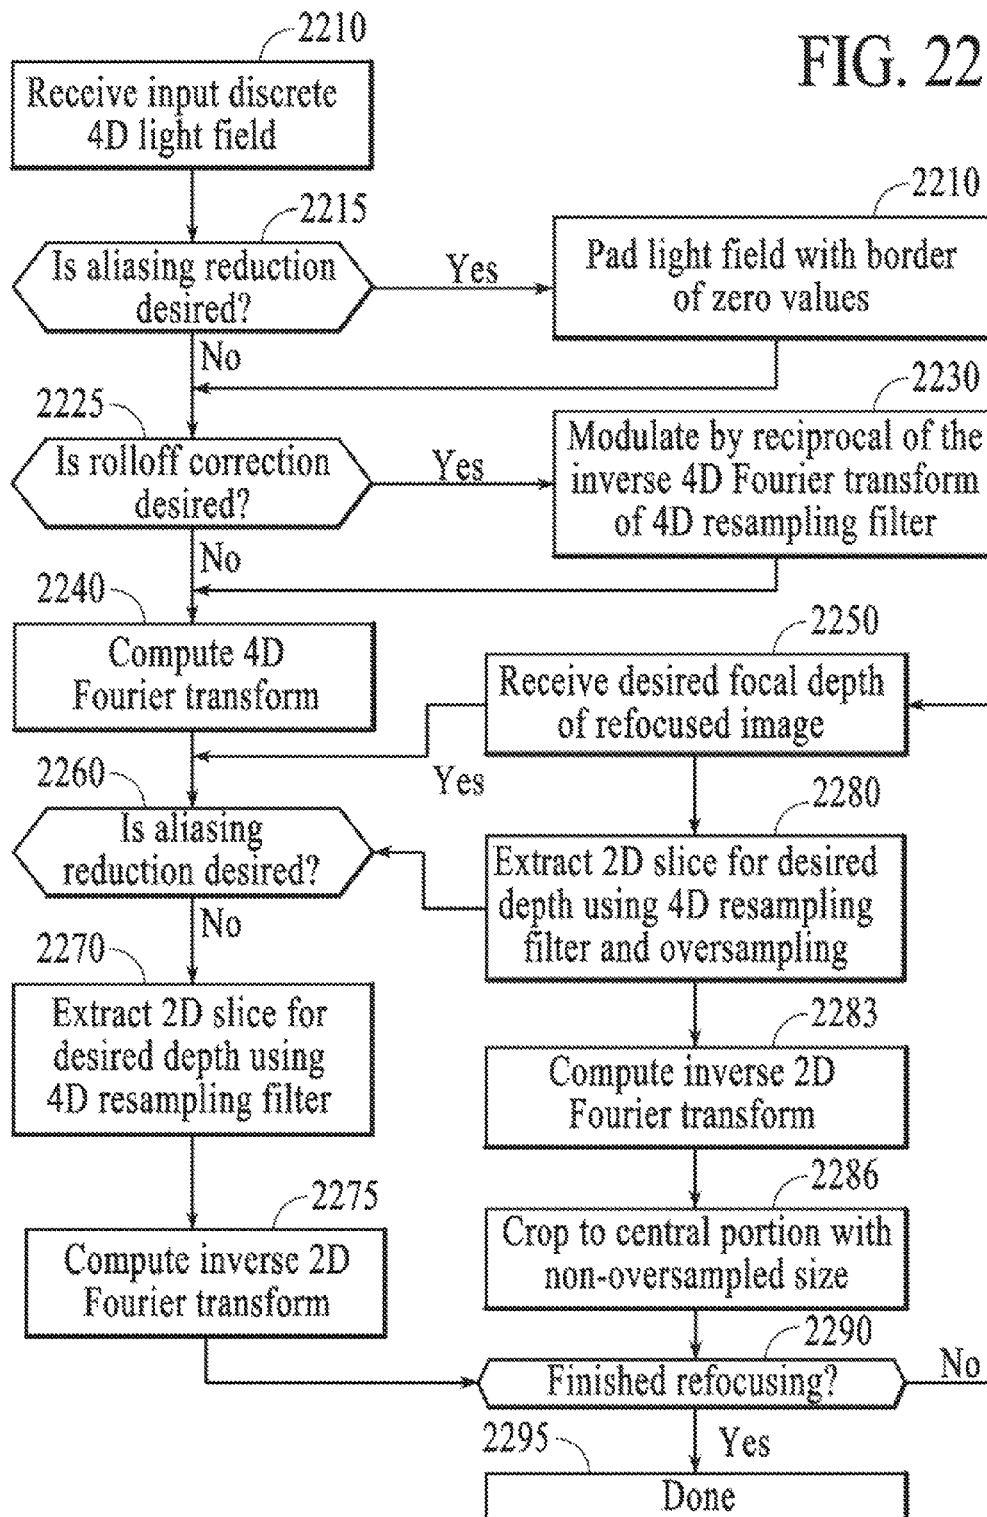 FIG. 22
2210
Receive input discrete
4D light field
2215
Is aliasing reduction
desired?
Yes
No
2210
Pad light field with border
of zero values
2225
Is rolloff correction
desired?
Yes
No
2230
Modulate by reciprocal of the
inverse 4D Fourier transform
of 4D resampling filter
2240
Compute 4D
Fourier transform
2250
Receive desired focal depth
of refocused image
2260
Is aliasing
reduction desired?
Yes
No
2280
Extract 2D slice for desired
depth using 4D resampling
filter and oversampling
2270
Extract 2D slice for
desired depth using
4D resampling filter
2283
Compute inverse 2D
Fourier transform
2275
Compute inverse 2D
Fourier transform
2286
Crop to central portion with
non-oversampled size
2290
Finished refocusing?
No
Yes
2295
Done